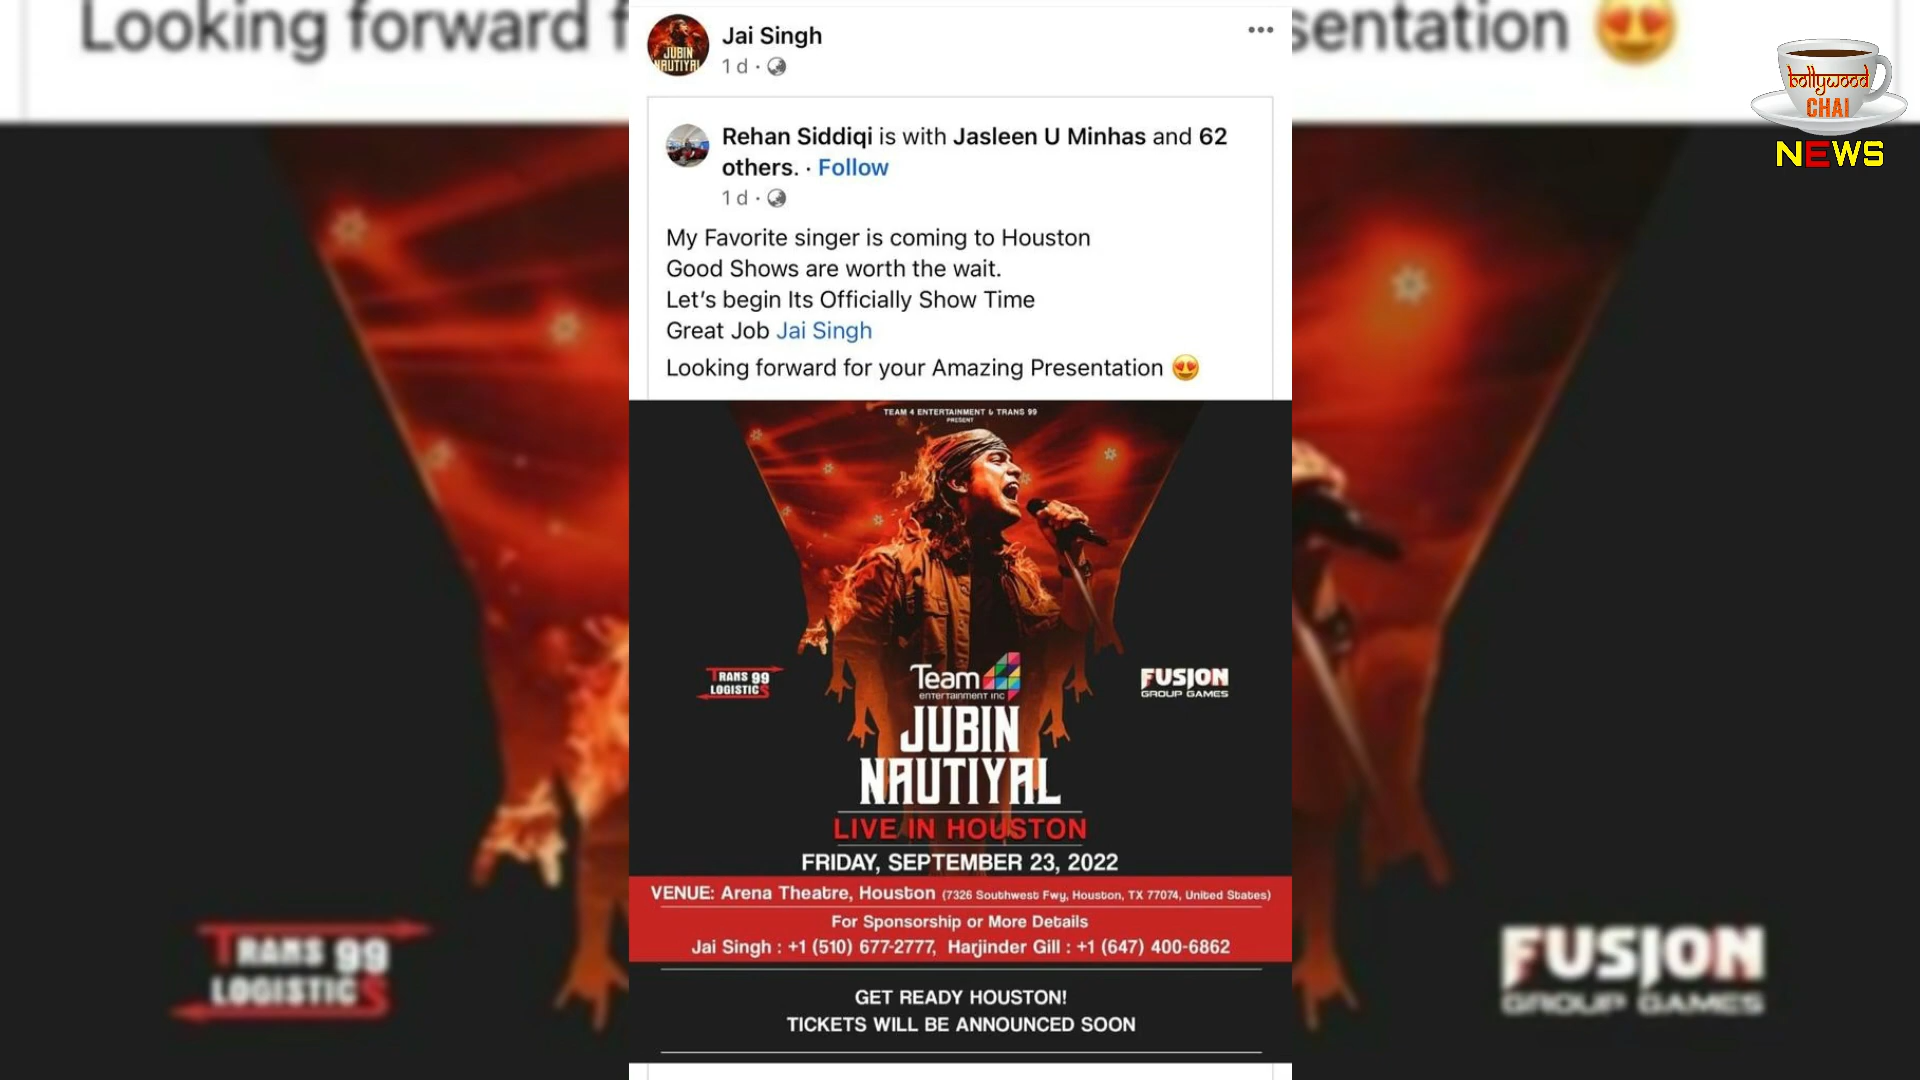 Looking forward f
sentation 😍
bollywood
CHAI
NEWS
JUBIN
NAUTIYAL
Jai Singh
1 d ·
Rehan Siddiqi is with Jasleen U Minhas and 62
others. · Follow
1 d ·
My Favorite singer is coming to Houston
Good Shows are worth the wait.
Let's begin Its Officially Show Time
Great Job Jai Singh
Looking forward for your Amazing Presentation 😍
TEAM 4 ENTERTAINMENT & TRANS 99
PRESENT
TRANS 99
LOGISTICS
Team 4
entertainment inc
FUSION
GROUP GAMES
JUBIN
NAUTIYAL
LIVE IN HOUSTON
FRIDAY, SEPTEMBER 23, 2022
VENUE: Arena Theatre, Houston (7326 Southwest Fwy, Houston, TX 77074, United States)
For Sponsorship or More Details
Jai Singh : +1 (510) 677-2777, Harjinder Gill : +1 (647) 400-6862
GET READY HOUSTON!
TICKETS WILL BE ANNOUNCED SOON
TRANS 99
LOGISTICS
FUSION
GROUP GAMES